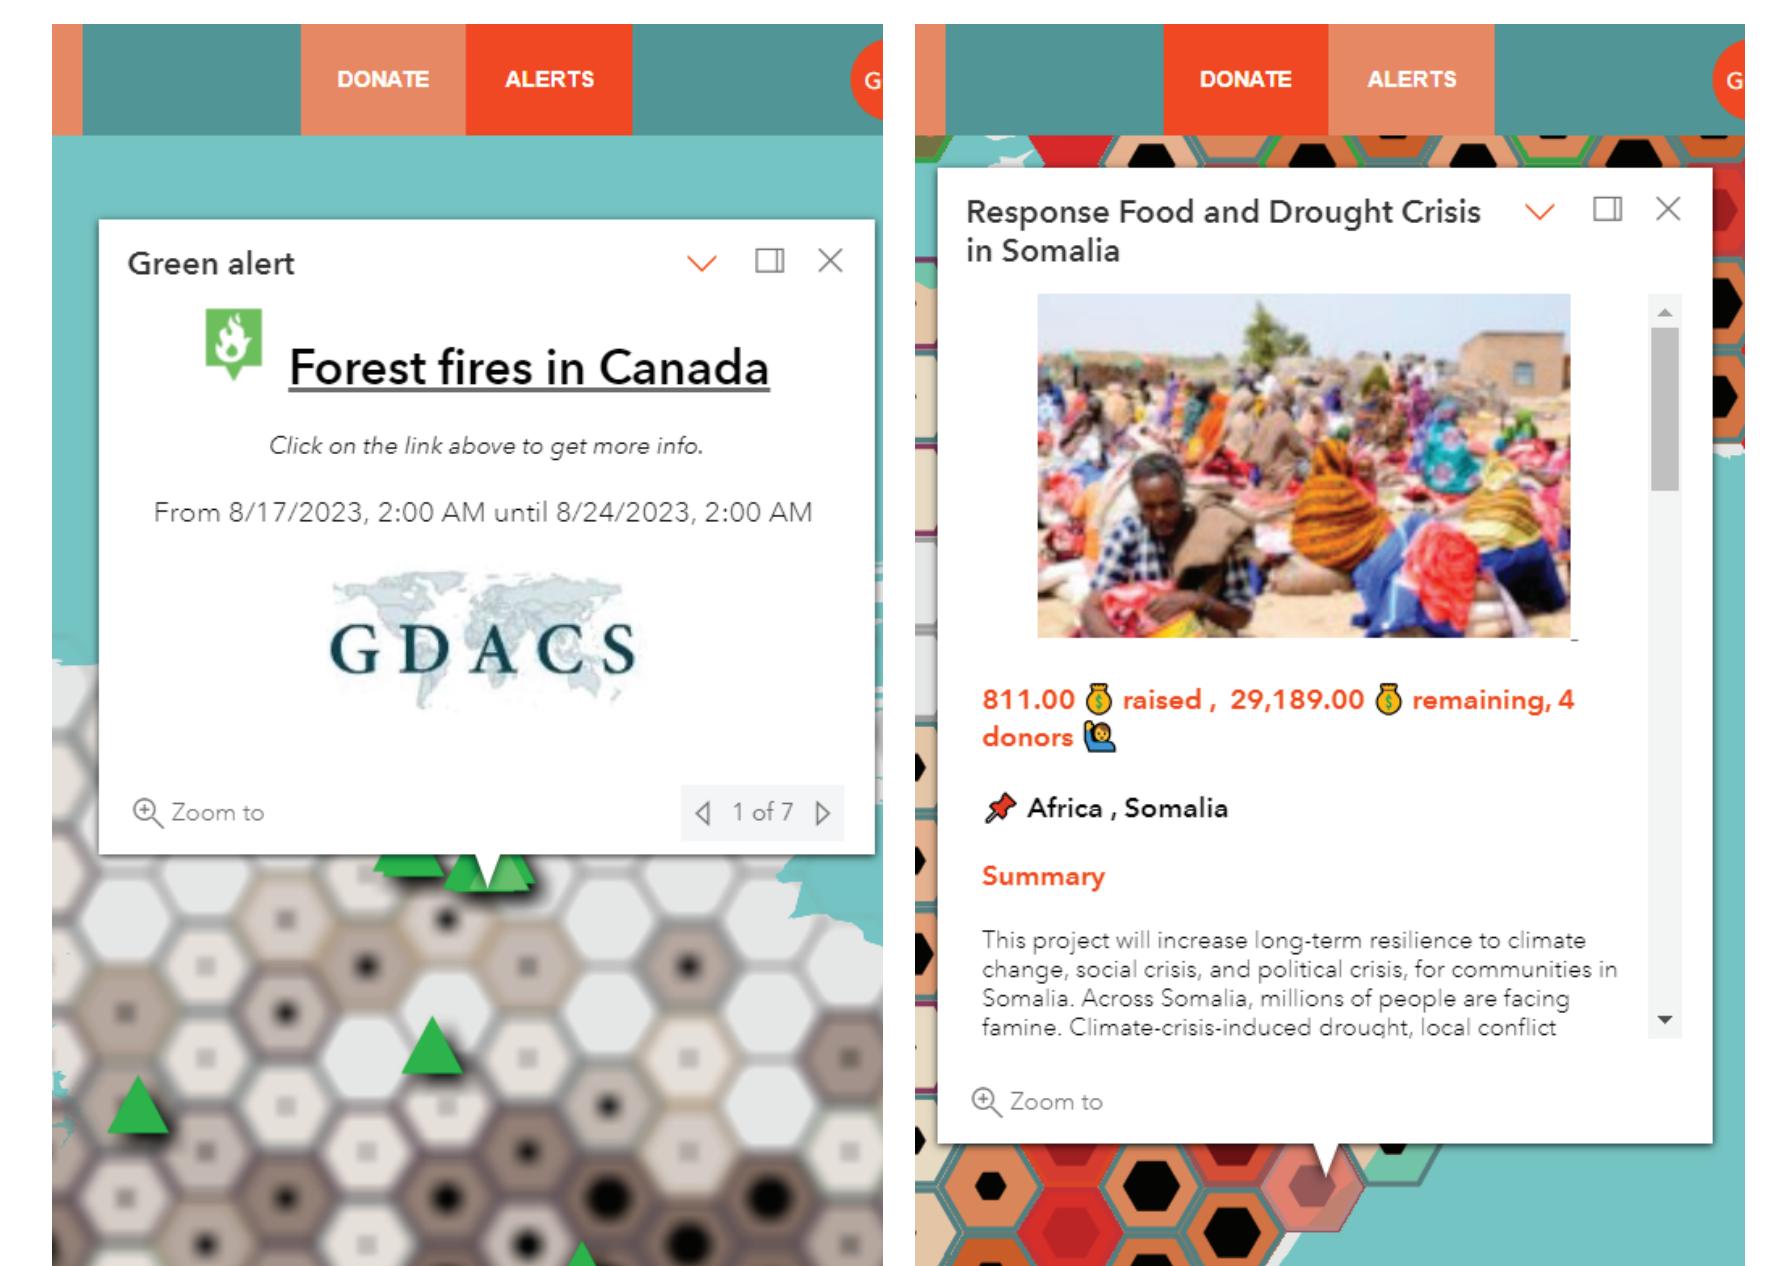 DONATE
ALERTS
G
Green alert
Forest fires in Canada
Click on the link above to get more info.
From 8/17/2023, 2:00 AM until 8/24/2023, 2:00 AM
GDACS
Zoom to
1 of 7
DONATE
ALERTS
G
Response Food and Drought Crisis
in Somalia
811.00 raised , 29,189.00 remaining, 4
donors
Africa , Somalia
Summary
This project will increase long-term resilience to climate
change, social crisis, and political crisis, for communities in
Somalia. Across Somalia, millions of people are facing
famine. Climate-crisis-induced drought, local conflict
Zoom to